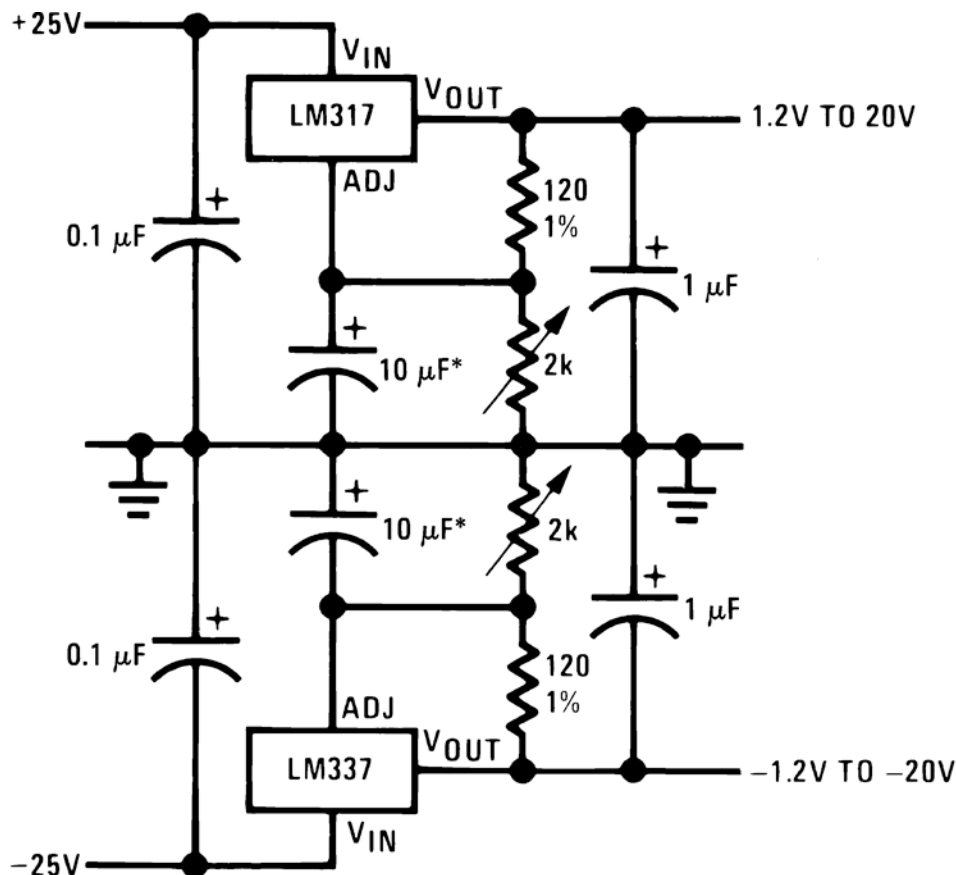 +25V
VIN
LM317
VOUT
1.2V TO 20V
ADJ
120
1%
+
0.1 μF
+
1 μF
+
10 μF*
2k
+
10 μF*
2k
+
1 μF
+
0.1 μF
120
1%
ADJ
LM337
VOUT
–1.2V TO –20V
VIN
–25V